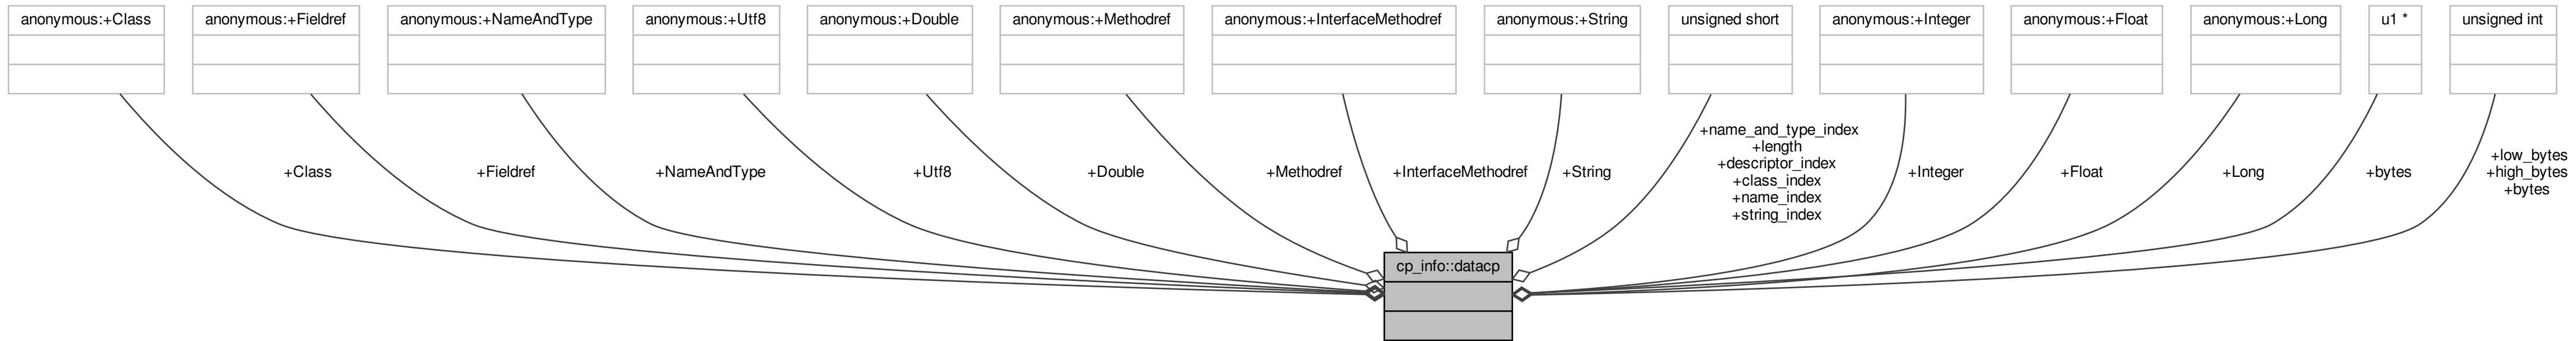 anonymous:+Class
anonymous:+Fieldref
anonymous:+NameAndType
anonymous:+Utf8
anonymous:+Double
anonymous:+Methodref
anonymous:+InterfaceMethodref
anonymous:+String
unsigned short
anonymous:+Integer
anonymous:+Float
anonymous:+Long
u1 *
unsigned int
+Class
+Fieldref
+NameAndType
+Utf8
+Double
+Methodref
+InterfaceMethodref
+String
+name_and_type_index
+length
+descriptor_index
+class_index
+name_index
+string_index
+Integer
+Float
+Long
+bytes
+low_bytes
+high_bytes
+bytes
cp_info::datacp